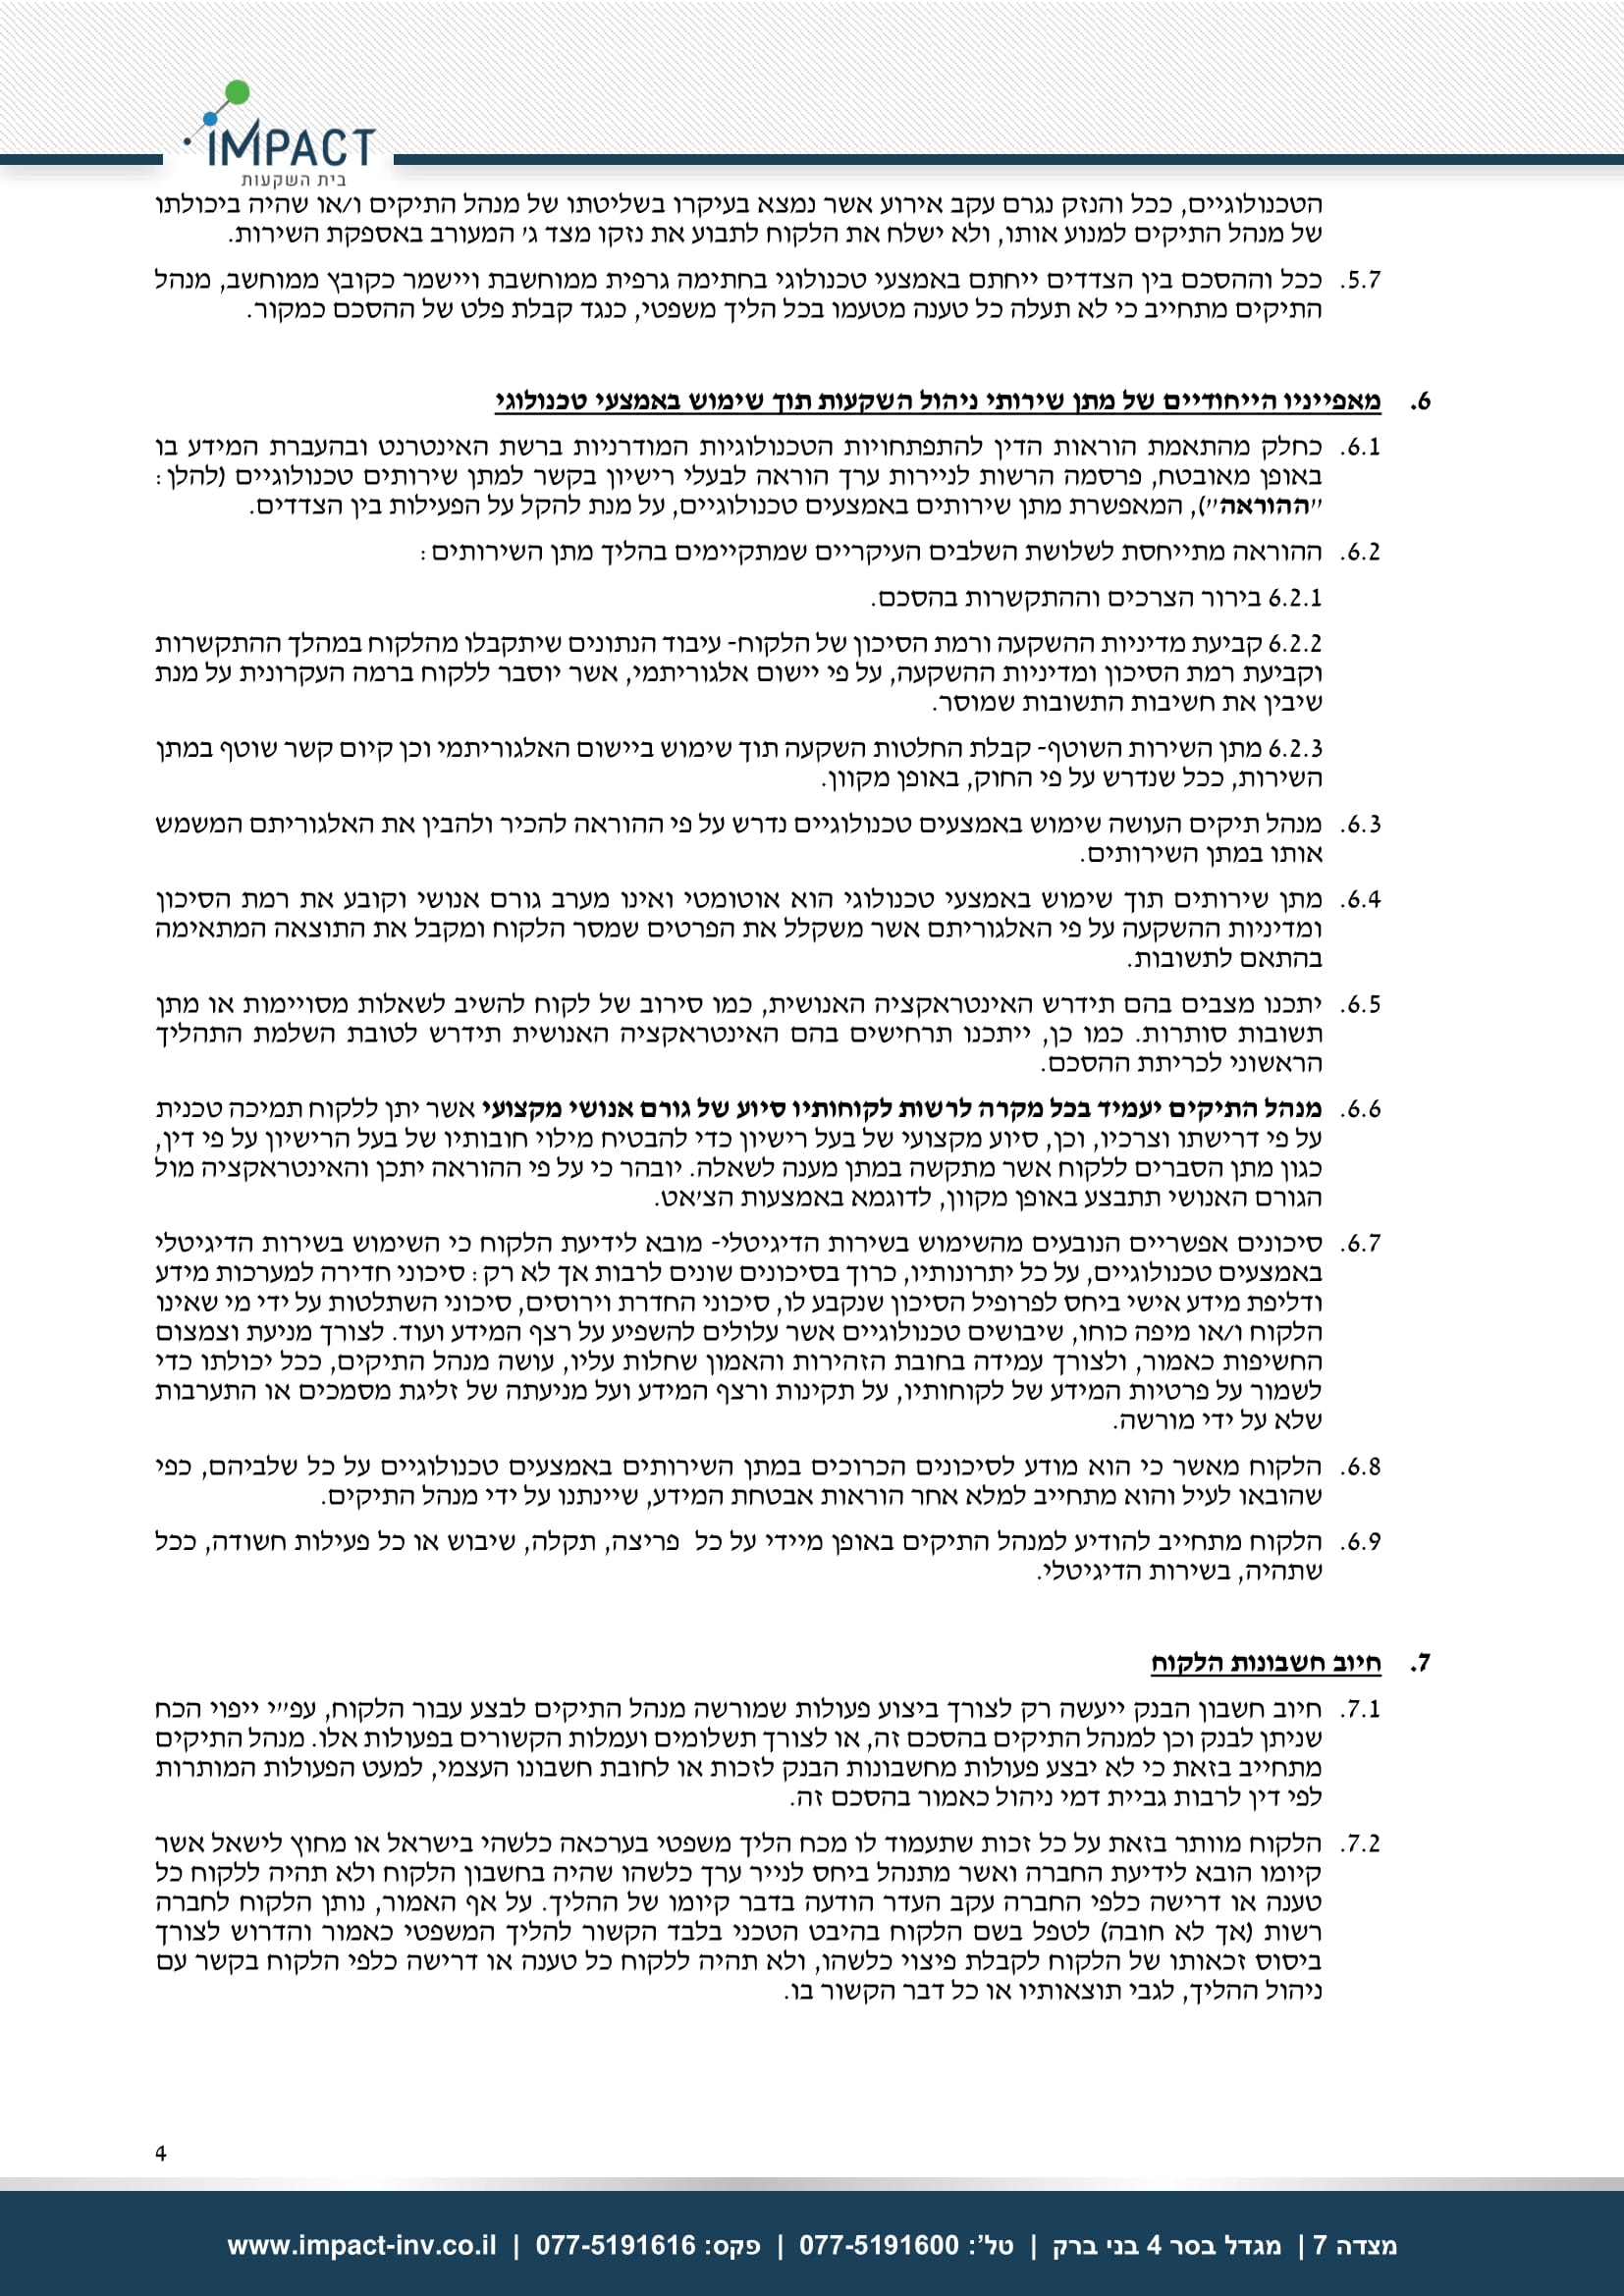 IMPACT
בית השקעות
הטכנולוגיים, ככל והנזק נגרם עקב אירוע אשר נמצא בעיקרו בשליטתו של מנהל התיקים ו/או שהיה ביכולתו
של מנהל התיקים למנוע אותו, ולא ישלח את הלקוח לתבוע את נזקו מצד ג' המעורב באספקת השירות.
5.7. ככל וההסכם בין הצדדים ייחתם באמצעי טכנולוגי בחתימה גרפית ממוחשבת ויישמר כקובץ ממוחשב, מנהל
התיקים מתחייב כי לא תעלה כל טענה מטעמו בכל הליך משפטי, כנגד קבלת פלט של ההסכם כמקור.
6. מאפייניו הייחודיים של מתן שירותי ניהול השקעות תוך שימוש באמצעי טכנולוגי
6.1. כחלק מהתאמת הוראות הדין להתפתחויות הטכנולוגיות המודרניות ברשת האינטרנט ובהעברת המידע בו
באופן מאובטח, פרסמה הרשות לניירות ערך הוראה לבעלי רישיון בקשר למתן שירותים טכנולוגיים (להלן:
"ההוראה"), המאפשרת מתן שירותים באמצעים טכנולוגיים, על מנת להקל על הפעילות בין הצדדים.
6.2. ההוראה מתייחסת לשלושת השלבים העיקריים שמתקיימים בהליך מתן השירותים:
6.2.1 בירור הצרכים וההתקשרות בהסכם.
6.2.2 קביעת מדיניות ההשקעה ורמת הסיכון של הלקוח- עיבוד הנתונים שיתקבלו מהלקוח במהלך ההתקשרות
וקביעת רמת הסיכון ומדיניות ההשקעה, על פי יישום אלגוריתמי, אשר יוסבר ללקוח ברמה העקרונית על מנת
שיבין את חשיבות התשובות שמוסר.
6.2.3 מתן השירות השוטף- קבלת החלטות השקעה תוך שימוש ביישום האלגוריתמי וכן קיום קשר שוטף במתן
השירות, ככל שנדרש על פי החוק, באופן מקוון.
6.3. מנהל תיקים העושה שימוש באמצעים טכנולוגיים נדרש על פי ההוראה להכיר ולהבין את האלגוריתם המשמש
אותו במתן השירותים.
6.4. מתן שירותים תוך שימוש באמצעי טכנולוגי הוא אוטומטי ואינו מערב גורם אנושי וקובע את רמת הסיכון
ומדיניות ההשקעה על פי האלגוריתם אשר משקלל את הפרטים שמסר הלקוח ומקבל את התוצאה המתאימה
בהתאם לתשובות.
6.5. יתכנו מצבים בהם תידרש האינטראקציה האנושית, כמו סירוב של לקוח להשיב לשאלות מסויימות או מתן
תשובות סותרות. כמו כן, ייתכנו תרחישים בהם האינטראקציה האנושית תידרש לטובת השלמת התהליך
הראשוני לכריתת ההסכם.
6.6. מנהל התיקים יעמיד בכל מקרה לרשות לקוחותיו סיוע של גורם אנושי מקצועי אשר יתן ללקוח תמיכה טכנית
על פי דרישתו וצרכיו, וכן, סיוע מקצועי של בעל רישיון כדי להבטיח מילוי חובותיו של בעל הרישיון על פי דין,
כגון מתן הסברים ללקוח אשר מתקשה במתן מענה לשאלה. יובהר כי על פי ההוראה יתכן והאינטראקציה מול
הגורם האנושי תתבצע באופן מקוון, לדוגמא באמצעות הצ'אט.
6.7. סיכונים אפשריים הנובעים מהשימוש בשירות הדיגיטלי- מובא לידיעת הלקוח כי השימוש בשירות הדיגיטלי
באמצעים טכנולוגיים, על כל יתרונותיו, כרוך בסיכונים שונים לרבות אך לא רק: סיכוני חדירה למערכות מידע
ודליפת מידע אישי ביחס לפרופיל הסיכון שנקבע לו, סיכוני החדרת וירוסים, סיכוני השתלטות על ידי מי שאינו
הלקוח ו/או מיפה כוחו, שיבושים טכנולוגיים אשר עלולים להשפיע על רצף המידע ועוד. לצורך מניעת וצמצום
החשיפות כאמור, ולצורך עמידה בחובת הזהירות והאמון שחלות עליו, עושה מנהל התיקים, ככל יכולתו כדי
לשמור על פרטיות המידע של לקוחותיו, על תקינות ורצף המידע ועל מניעתה של זליגת מסמכים או התערבות
שלא על ידי מורשה.
6.8. הלקוח מאשר כי הוא מודע לסיכונים הכרוכים במתן השירותים באמצעים טכנולוגיים על כל שלביהם, כפי
שהובאו לעיל והוא מתחייב למלא אחר הוראות אבטחת המידע, שיינתנו על ידי מנהל התיקים.
6.9. הלקוח מתחייב להודיע למנהל התיקים באופן מיידי על כל פריצה, תקלה, שיבוש או כל פעילות חשודה, ככל
שתהיה, בשירות הדיגיטלי.
7. חיוב חשבונות הלקוח
7.1. חיוב חשבון הבנק ייעשה רק לצורך ביצוע פעולות שמורשה מנהל התיקים לבצע עבור הלקוח, עפ"י ייפוי הכח
שניתן לבנק וכן למנהל התיקים בהסכם זה, או לצורך תשלומים ועמלות הקשורים בפעולות אלו. מנהל התיקים
מתחייב בזאת כי לא יבצע פעולות מחשבונות הבנק לזכות או לחובת חשבונו העצמי, למעט הפעולות המותרות
לפי דין לרבות גביית דמי ניהול כאמור בהסכם זה.
7.2. הלקוח מוותר בזאת על כל זכות שתעמוד לו מכח הליך משפטי בערכאה כלשהי בישראל או מחוץ לישאל אשר
קיומו הובא לידיעת החברה ואשר מתנהל ביחס לנייר ערך כלשהו שהיה בחשבון הלקוח ולא תהיה ללקוח כל
טענה או דרישה כלפי החברה עקב העדר הודעה בדבר קיומו של ההליך. על אף האמור, נותן הלקוח לחברה
רשות (אך לא חובה) לטפל בשם הלקוח בהיבט הטכני בלבד הקשור להליך המשפטי כאמור והדרוש לצורך
ביסוס זכאותו של הלקוח לקבלת פיצוי כלשהו, ולא תהיה ללקוח כל טענה או דרישה כלפי הלקוח בקשר עם
ניהול ההליך, לגבי תוצאותיו או כל דבר הקשור בו.
4
מצדה 7 | מגדל בסר 4 בני ברק | טל': 077-5191600 | פקס: 077-5191616 | www.impact-inv.co.il